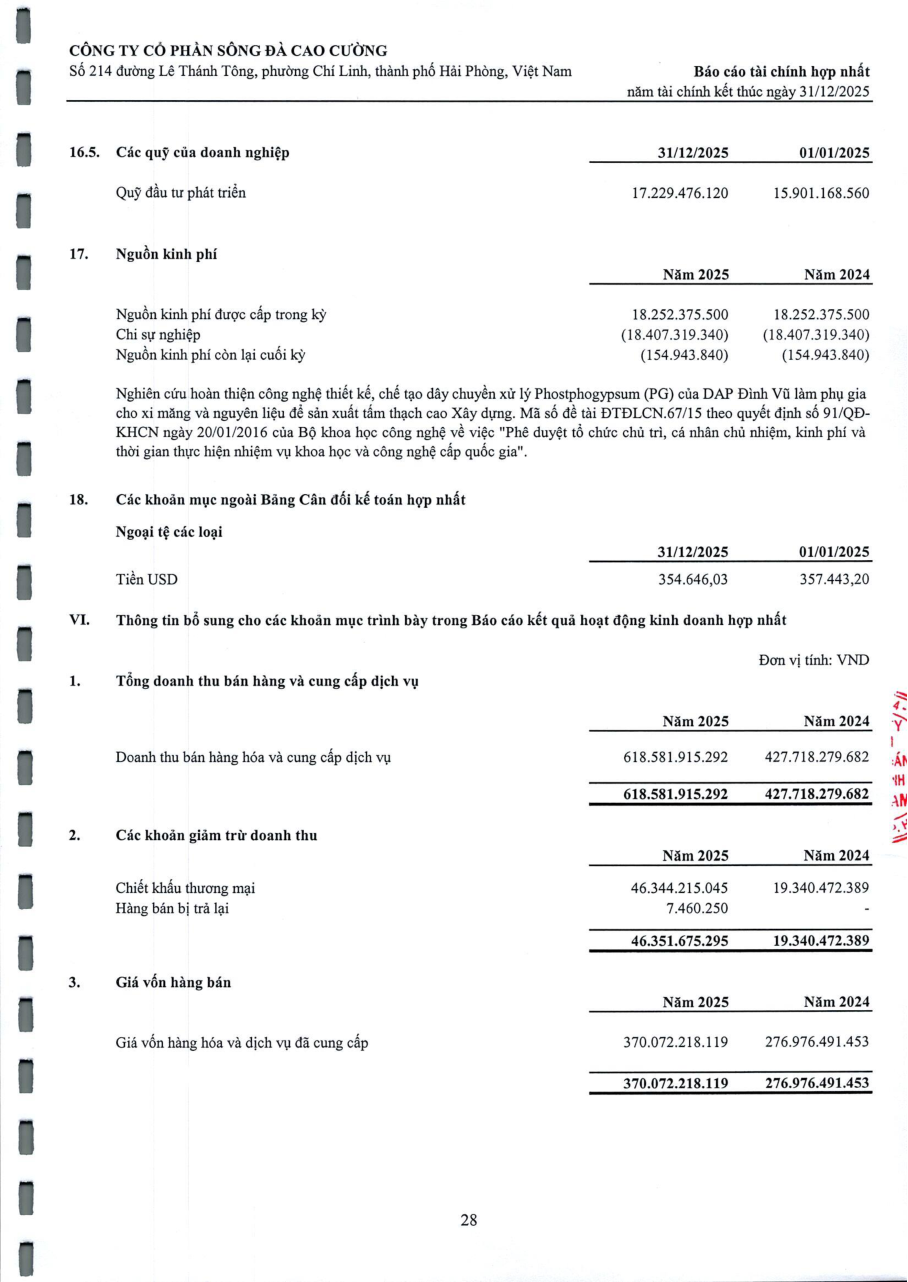 CÔNG TY CỔ PHẦN SÔNG ĐÀ CAO CƯỜNG
Số 214 đường Lê Thánh Tông, phường Chí Linh, thành phố Hải Phòng, Việt Nam Báo cáo tài chính hợp nhất
năm tài chính kết thúc ngày 31/12/2025
16.5. Các quỹ của doanh nghiệp 31/12/2025 01/01/2025
Quỹ đầu tư phát triển 17.229.476.120 15.901.168.560
17. Nguồn kinh phí
Năm 2025 Năm 2024
Nguồn kinh phí được cấp trong kỳ 18.252.375.500 18.252.375.500
Chi sự nghiệp (18.407.319.340) (18.407.319.340)
Nguồn kinh phí còn lại cuối kỳ (154.943.840) (154.943.840)
Nghiên cứu hoàn thiện công nghệ thiết kế, chế tạo dây chuyền xử lý Phostphogypsum (PG) của DAP Đình Vũ làm phụ gia
cho xi măng và nguyên liệu để sản xuất tấm thạch cao Xây dựng. Mã số đề tài ĐTĐLCN.67/15 theo quyết định số 91/QĐ-
KHCN ngày 20/01/2016 của Bộ khoa học công nghệ về việc "Phê duyệt tổ chức chủ trì, cá nhân chủ nhiệm, kinh phí và
thời gian thực hiện nhiệm vụ khoa học và công nghệ cấp quốc gia".
18. Các khoản mục ngoài Bảng Cân đối kế toán hợp nhất
Ngoại tệ các loại
31/12/2025 01/01/2025
Tiền USD 354.646,03 357.443,20
VI. Thông tin bổ sung cho các khoản mục trình bày trong Báo cáo kết quả hoạt động kinh doanh hợp nhất
Đơn vị tính: VND
1. Tổng doanh thu bán hàng và cung cấp dịch vụ
Năm 2025 Năm 2024
Doanh thu bán hàng hóa và cung cấp dịch vụ 618.581.915.292 427.718.279.682
618.581.915.292 427.718.279.682
2. Các khoản giảm trừ doanh thu
Năm 2025 Năm 2024
Chiết khấu thương mại 46.344.215.045 19.340.472.389
Hàng bán bị trả lại 7.460.250 -
46.351.675.295 19.340.472.389
3. Giá vốn hàng bán
Năm 2025 Năm 2024
Giá vốn hàng hóa và dịch vụ đã cung cấp 370.072.218.119 276.976.491.453
370.072.218.119 276.976.491.453
28